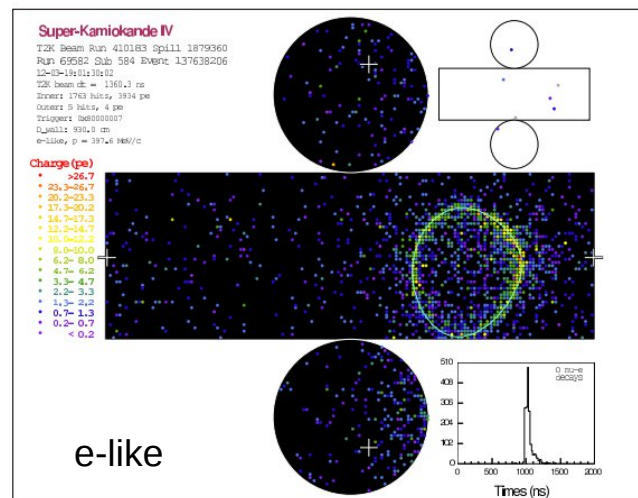 Super-Kamiokande IV
T2K Beam Run 410183 Spill 1879360
Run 69582 Sub 584 Event 137638206
12-03-19:01:30:02
T2K beam dt = 1360.3 ns
Inner: 1763 hits, 3934 pe
Outer: 5 hits, 4 pe
Trigger: 0x80000007
D_wall: 930.0 cm
e-like, p = 397.6 MeV/c
Charge(pe)
>26.7
23.3-26.7
20.2-23.3
17.3-20.2
14.7-17.3
12.2-14.7
10.0-12.2
8.0-10.0
6.2- 8.0
4.7- 6.2
3.3- 4.7
2.2- 3.3
1.3- 2.2
0.7- 1.3
0.2- 0.7
< 0.2
e-like
0 mu-e
decays
510
408
306
204
102
0
0 500 1000 1500 2000
Times (ns)